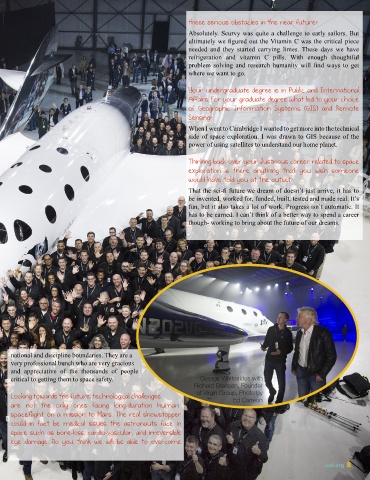 national and discipline boundaries. They are a
very professional bunch who are very gracious
and appreciative of the thousands of people
critical to getting them to space safely.
Looking towards the future, technological challenges
are not the only ones facing long-duration human
spaceflight on a mission to Mars. The real showstopper
could in fact be medical issues the astronauts face in
space such as bone-loss, cardiovascular, and irreversible
eye damage. Do you think we will be able to overcome
these serious obstacles in the near future?
Absolutely. Scurvy was quite a challenge to early sailors. But
ultimately we figured out the Vitamin C was the critical piece
needed and they started carrying limes. These days we have
refrigeration and vitamin C pills. With enough thoughtful
problem solving and research humanity will find ways to get
where we want to go.
Your undergraduate degree is in Public and International
Affairs; for your graduate degree what led to your choice
of Geographic Information Systems (GIS) and Remote
Sensing?
When I went to Cambridge I wanted to get more into the technical
side of space exploration. I was drawn to GIS because of the
power of using satellites to understand our home planet.
Thinking back over your illustrious career related to space
exploration is there anything that you wish someone
would have told you at the outset?
That the sci-fi future we dream of doesn't just arrive, it has to
be invented, worked for, funded, built, tested and made real. It's
fun, but it also takes a lot of work. Progress isn't automatic. It
has to be earned. I can't think of a better way to spend a career
though- working to bring about the future of our dreams.
N202V
George Whitesides with
Richard Branson, Founder
of Virgin Group. Photo by